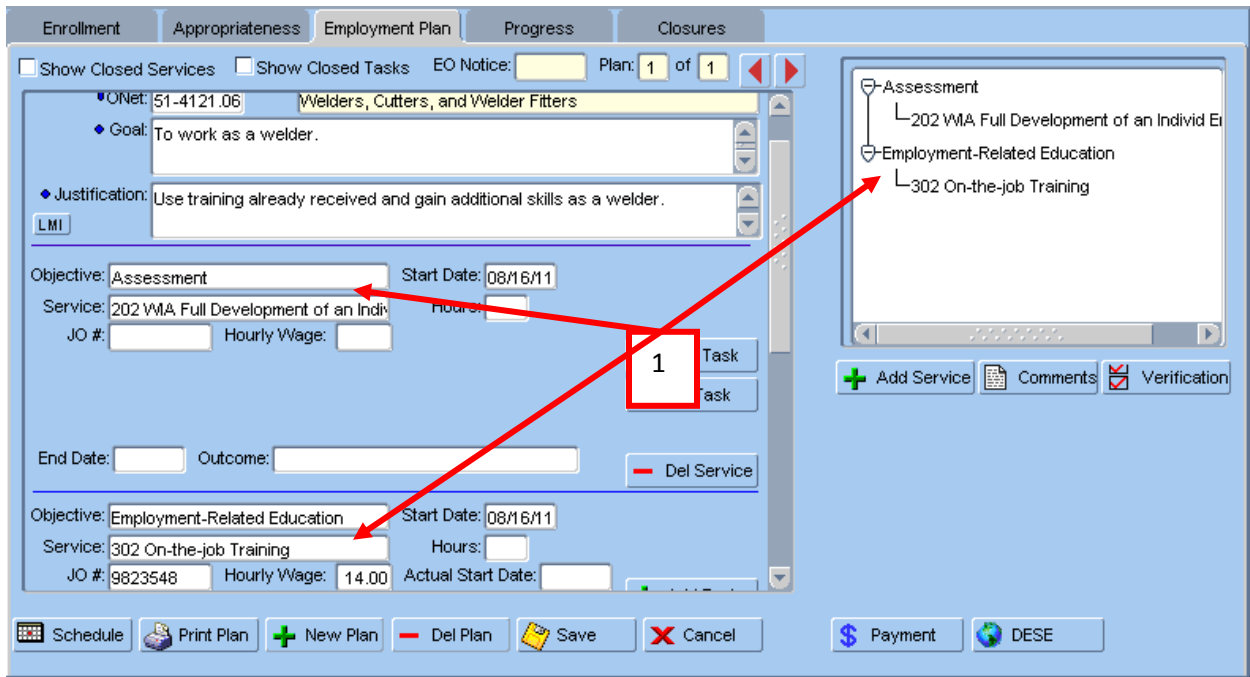 Enrollment Appropriateness Employment Plan Progress Closures
Show Closed Services Show Closed Tasks EO Notice: Plan: 1 of 1
ONet: 51-4121.06 Welders, Cutters, and Welder Fitters
Goal: To work as a welder.
Justification: Use training already received and gain additional skills as a welder.
LMI
Objective: Assessment Start Date: 08/16/11
Service: 202 WIA Full Development of an Indiv Hours:
JO #: Hourly Wage:
1 Task
Task
End Date: Outcome:
Del Service
Objective: Employment-Related Education Start Date: 08/16/11
Service: 302 On-the-job Training Hours:
JO #: 9823548 Hourly Wage: 14.00 Actual Start Date:
Assessment
202 WIA Full Development of an Individ E
Employment-Related Education
302 On-the-job Training
Add Service Comments Verification
Schedule Print Plan New Plan Del Plan Save Cancel $ Payment DESE